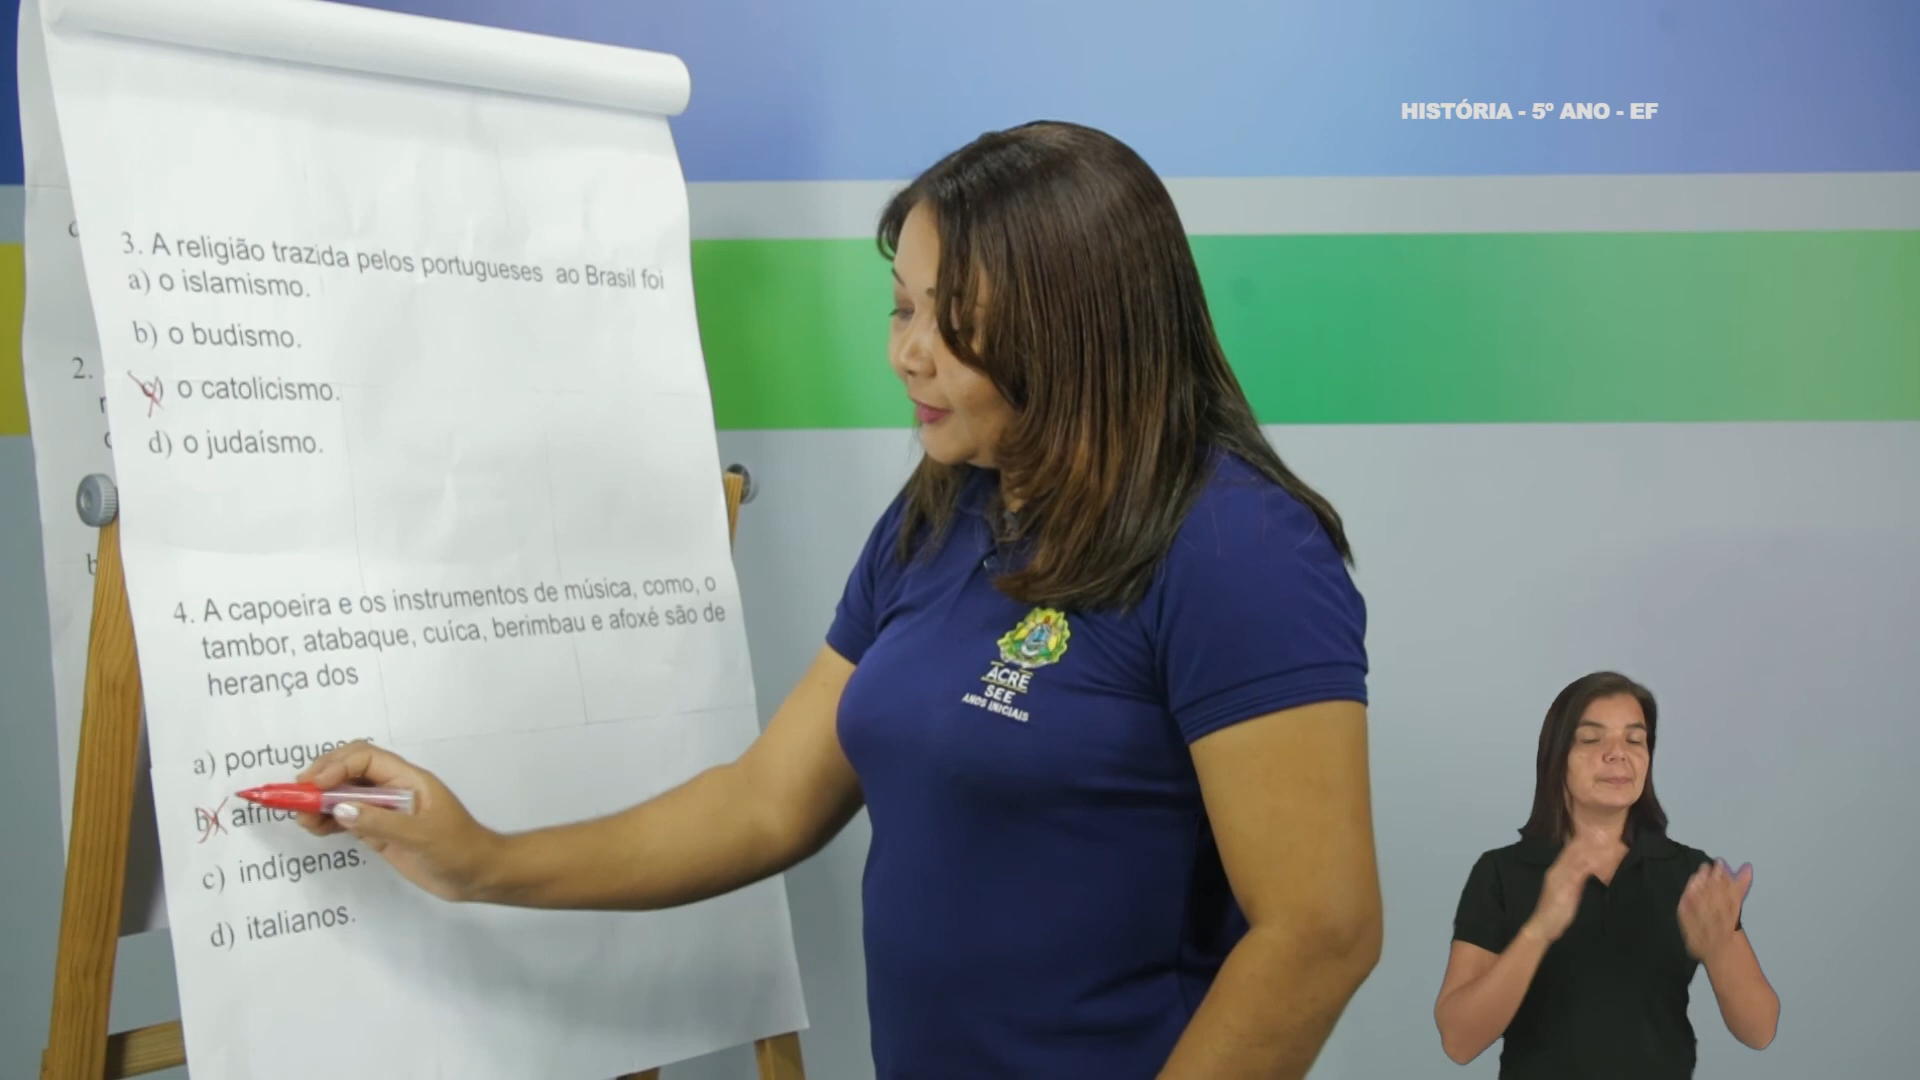 HISTÓRIA - 5º ANO - EF
3. A religião trazida pelos portugueses ao Brasil foi
a) o islamismo.
b) o budismo.
c) o catolicismo.
d) o judaísmo.
2.
4. A capoeira e os instrumentos de música, como, o
tambor, atabaque, cuíca, berimbau e afoxé são de
herança dos
a) portugueses
b)
c) indígenas.
d) italianos.
ACRE
SEE
ANOS INICIAIS